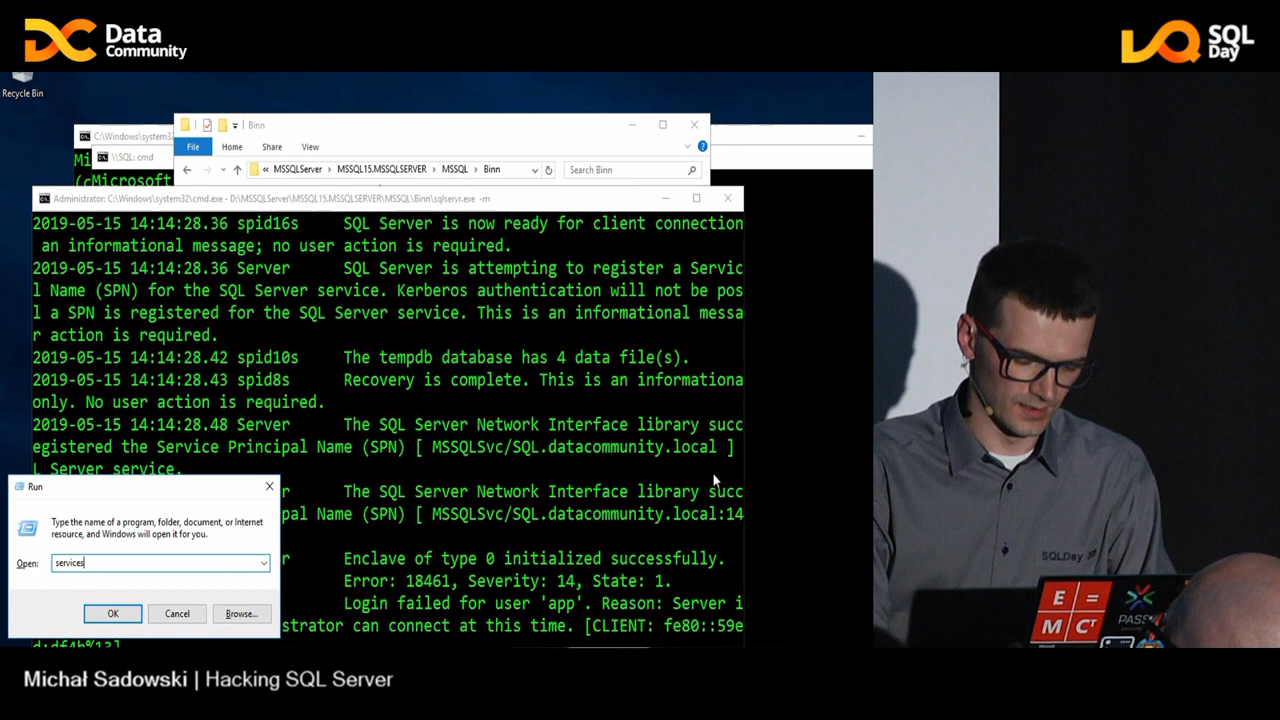 Data
Community
SQL
Day
Recycle Bin
Binn
C:\Windows\system32
\\SQL: cmd
File Home Share View
Mi
« MSSQLServer › MSSQL15.MSSQLSERVER › MSSQL › Binn
Search Binn
(cMicrosoft
Administrator: C:\Windows\system32\cmd.exe - D:\MSSQLServer\MSSQL15.MSSQLSERVER\MSSQL\Binn\sqlservr.exe -m
2019-05-15 14:14:28.36 spid16s SQL Server is now ready for client connection
an informational message; no user action is required.
2019-05-15 14:14:28.36 Server SQL Server is attempting to register a Servic
l Name (SPN) for the SQL Server service. Kerberos authentication will not be pos
l a SPN is registered for the SQL Server service. This is an informational messa
r action is required.
2019-05-15 14:14:28.42 spid10s The tempdb database has 4 data file(s).
2019-05-15 14:14:28.43 spid8s Recovery is complete. This is an informationa
only. No user action is required.
2019-05-15 14:14:28.48 Server The SQL Server Network Interface library succ
egistered the Service Principal Name (SPN) [ MSSQLSvc/SQL.datacommunity.local ]
L Server service.
r The SQL Server Network Interface library succ
pal Name (SPN) [ MSSQLSvc/SQL.datacommunity.local:14
r Enclave of type 0 initialized successfully.
Error: 18461, Severity: 14, State: 1.
Login failed for user 'app'. Reason: Server i
strator can connect at this time. [CLIENT: fe80::59e
d:df4b%13]
Run
Type the name of a program, folder, document, or Internet
resource, and Windows will open it for you.
Open: services
OK Cancel Browse...
SQLDay
E =
M C
PASS
Michał Sadowski | Hacking SQL Server